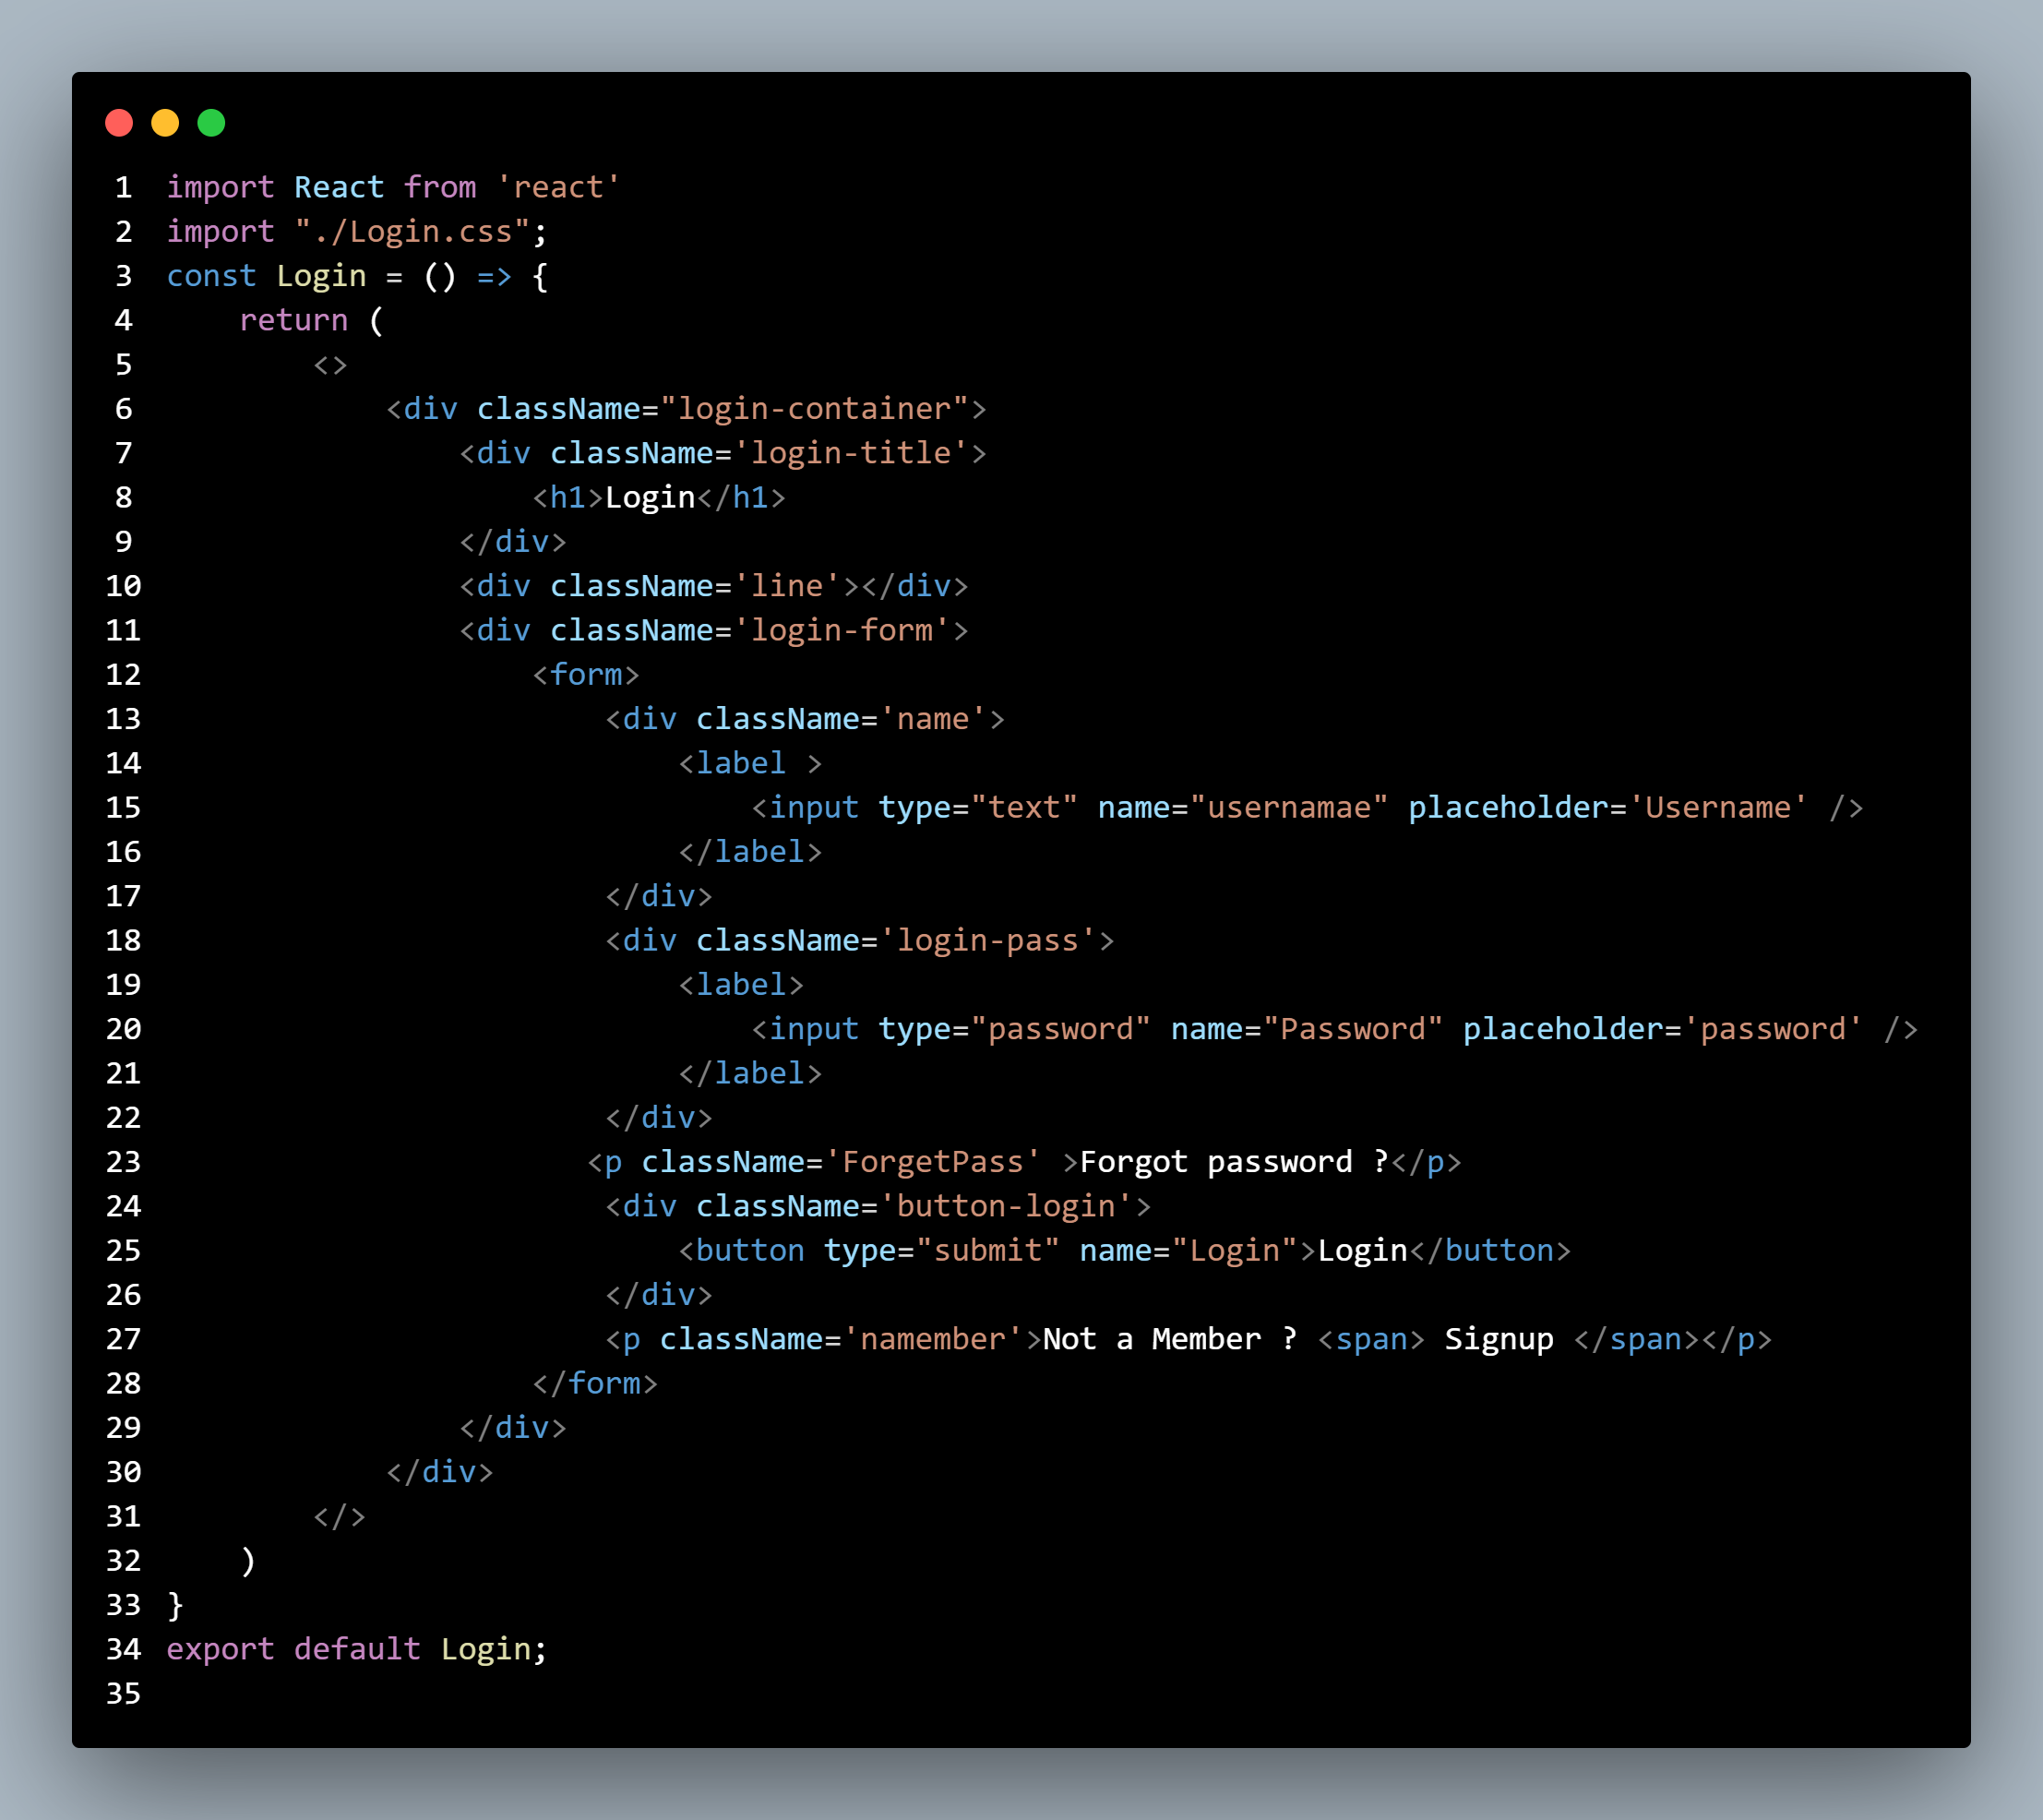 1 import React from 'react'
2 import "./Login.css";
3 const Login = () => {
4     return (
5         <>
6             <div className="login-container">
7                 <div className='login-title'>
8                     <h1>Login</h1>
9                 </div>
10                 <div className='line'></div>
11                 <div className='login-form'>
12                     <form>
13                         <div className='name'>
14                             <label >
15                                 <input type="text" name="usernamae" placeholder='Username' />
16                             </label>
17                         </div>
18                         <div className='login-pass'>
19                             <label>
20                                 <input type="password" name="Password" placeholder='password' />
21                             </label>
22                         </div>
23                        <p className='ForgetPass' >Forgot password ?</p>
24                         <div className='button-login'>
25                             <button type="submit" name="Login">Login</button>
26                         </div>
27                         <p className='namember'>Not a Member ? <span> Signup </span></p>
28                     </form>
29                 </div>
30             </div>
31         </>
32     )
33 }
34 export default Login;
35